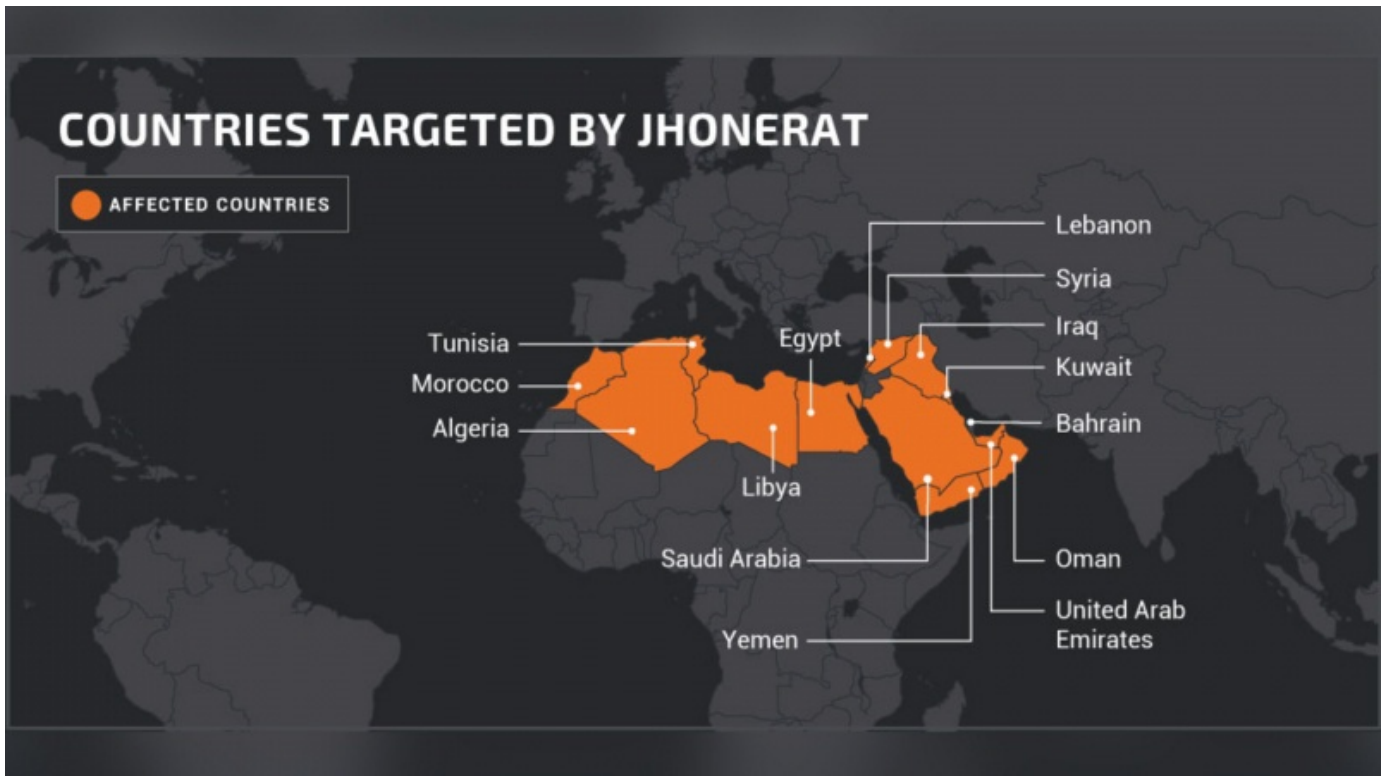 COUNTRIES TARGETED BY JHONERAT
AFFECTED COUNTRIES
Lebanon
Syria
Iraq
Kuwait
Bahrain
Tunisia
Morocco
Algeria
Egypt
Libya
Saudi Arabia
Yemen
Oman
United Arab
Emirates